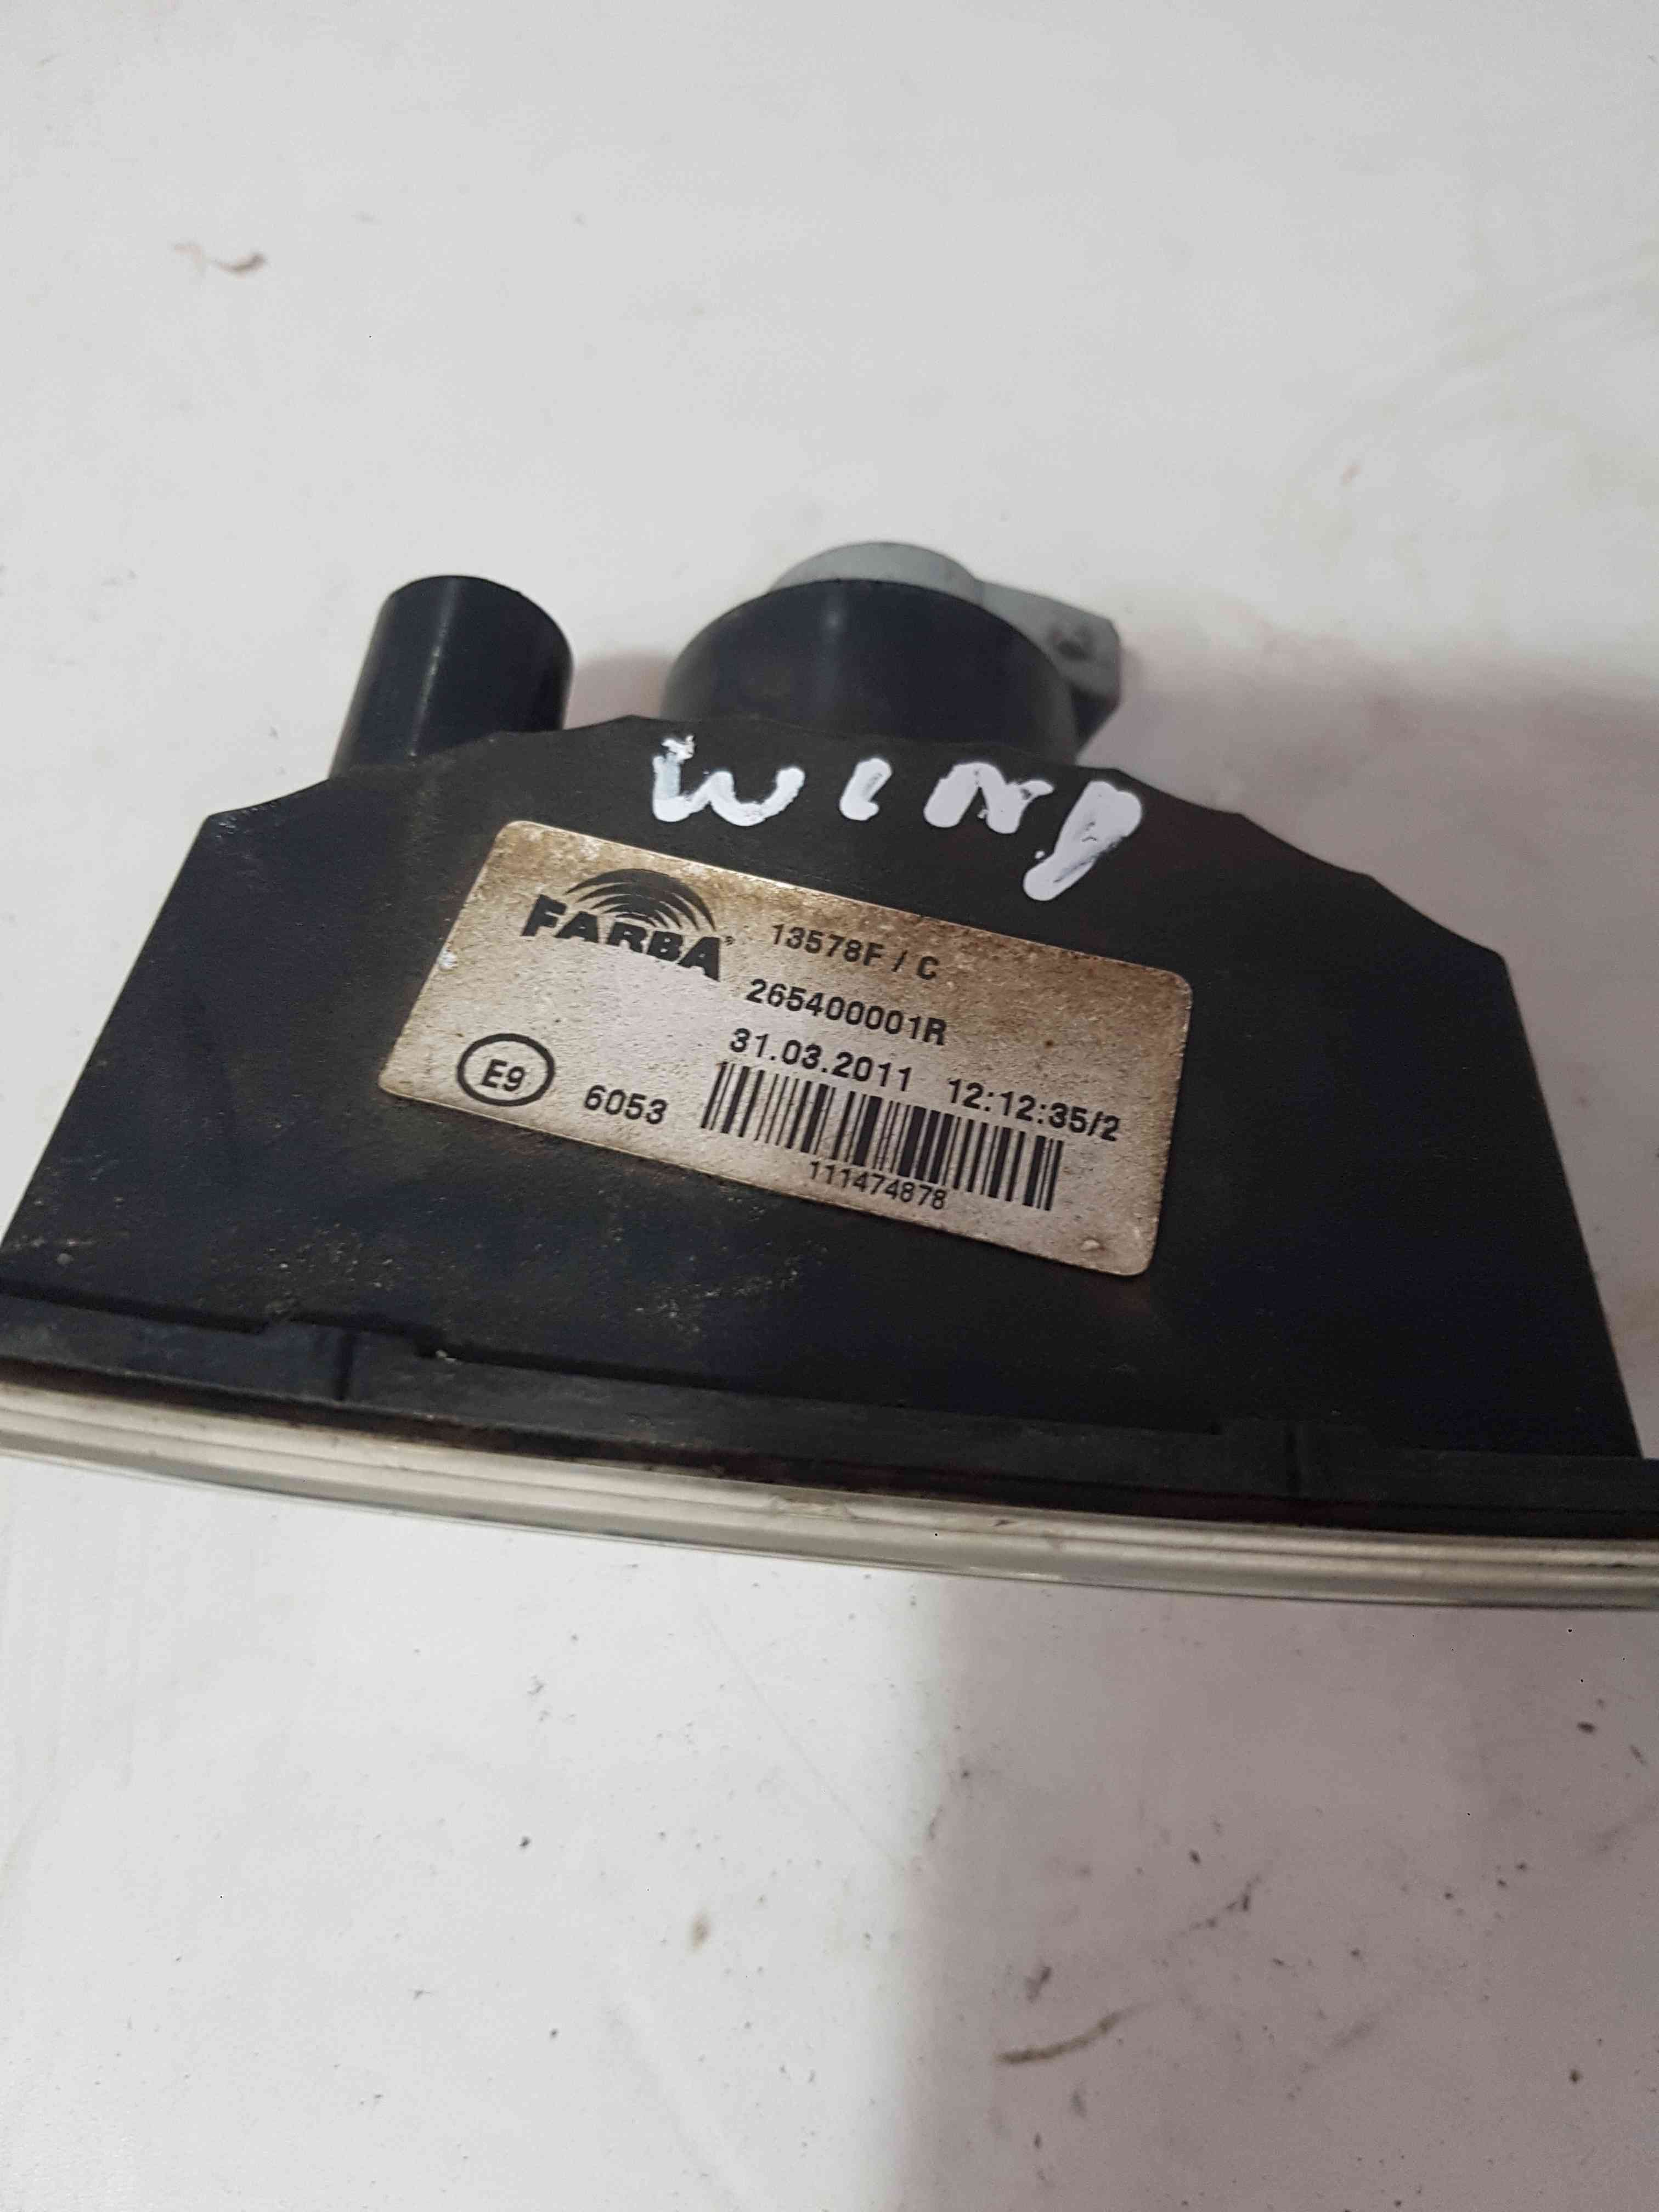 WIND
FARBA®
13578F / C
265400001R
31.03.2011 12:12:35/2
E9
6053
111474878